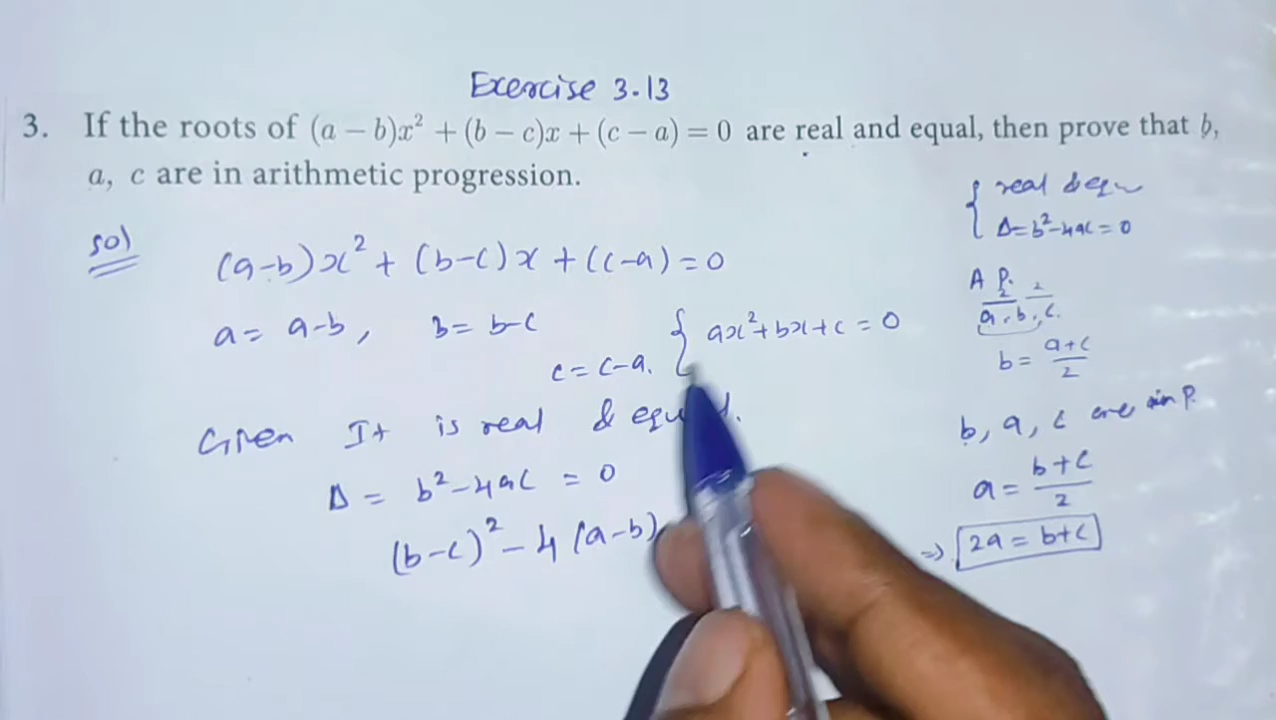 Exercise 3.13
3. If the roots of (a − b)x² + (b − c)x + (c − a) = 0 are real and equal, then prove that b,
a, c are in arithmetic progression.
Sol
(a-b)x² + (b-c)x + (c-a) = 0
a = a-b, b = b-c
c = c-a.
{ ax²+bx+c = 0
Given It is real & equal.
Δ = b²-4ac = 0
(b-c)² - 4 (a-b)
{ real & equ
Δ=b²-4ac = 0
A P.
a, b, c.
b = a+c/2
b, a, c are in P.
a = b+c/2
⇒ 2a = b+c